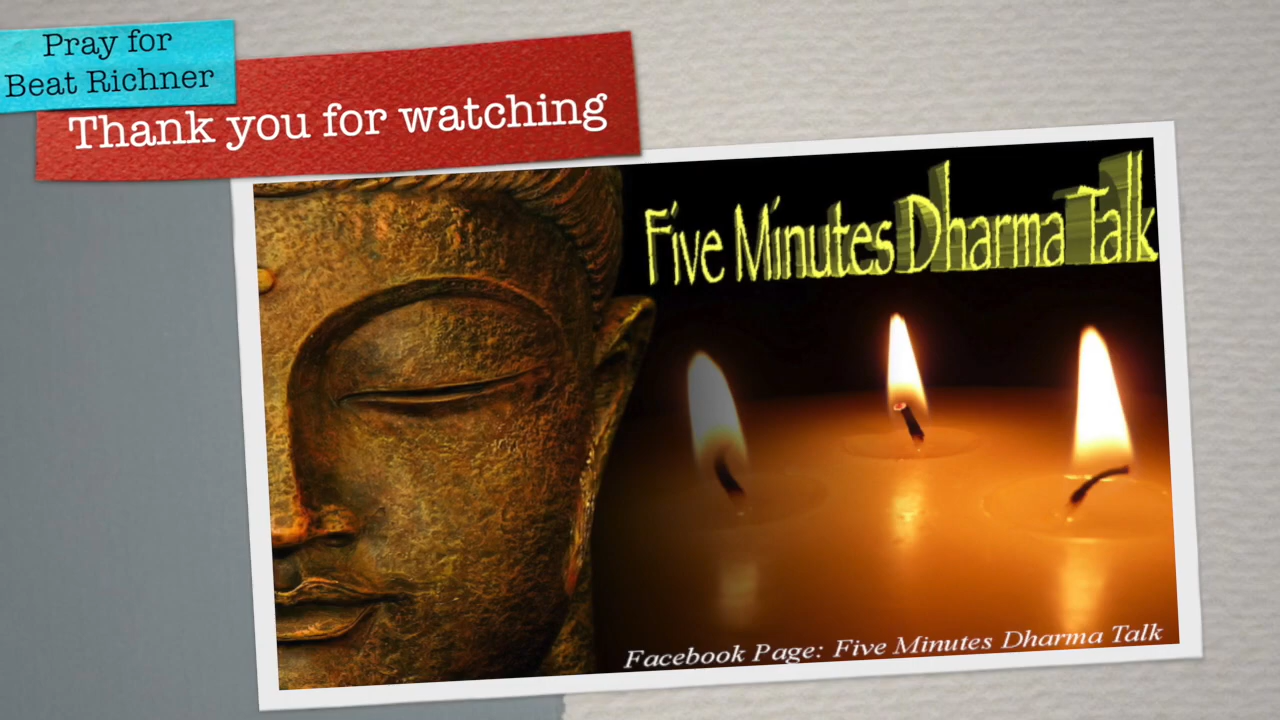 Pray for
Beat Richner
Thank you for watching
Five Minutes Dharma Talk
Facebook Page: Five Minutes Dharma Talk